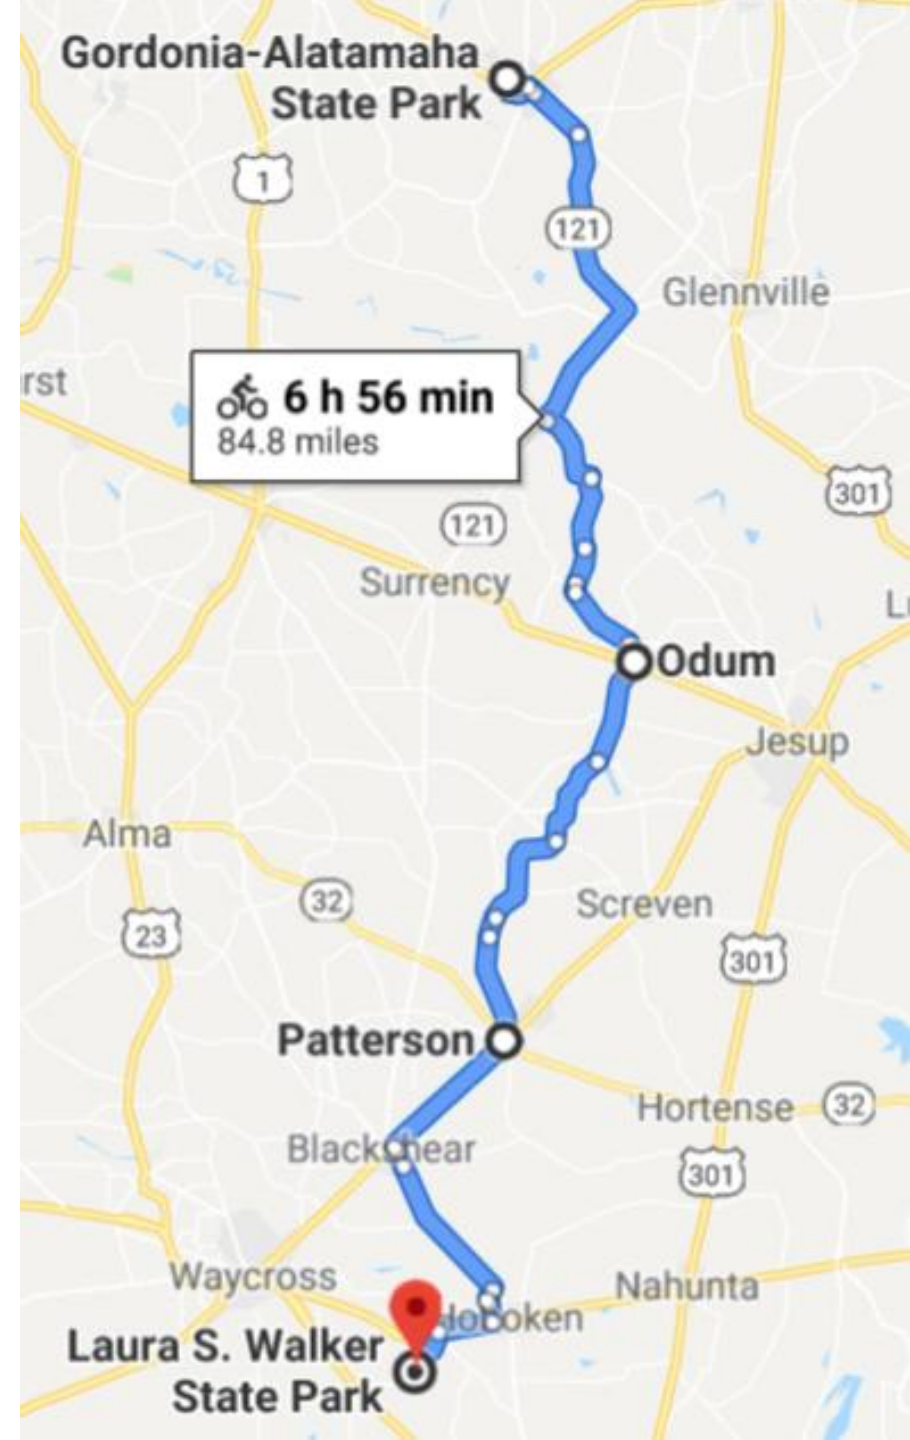 Gordonia-Alatamaha
State Park
1
121
Glennville
rst
6 h 56 min
84.8 miles
301
121
Surrency
Odum
Jesup
Alma
32
Screven
23
301
Patterson
Hortense
32
Blackshear
301
Waycross
Nahunta
Hoboken
Laura S. Walker
State Park